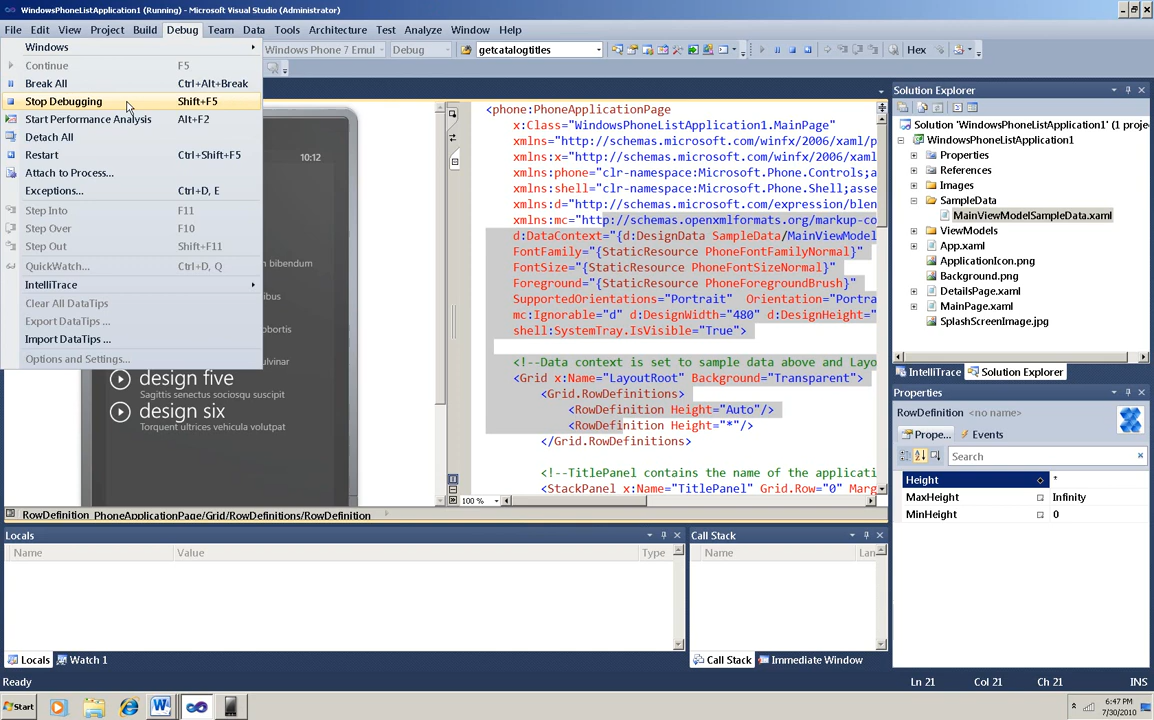 WindowsPhoneListApplication1 (Running) - Microsoft Visual Studio (Administrator)
File Edit View Project Build Debug Team Data Tools Architecture Test Analyze Window Help
Windows Phone 7 Emul Debug getcatalogtitles Hex
Windows
Continue F5
Break All Ctrl+Alt+Break
Stop Debugging Shift+F5
Start Performance Analysis Alt+F2
Detach All
Restart Ctrl+Shift+F5
Attach to Process...
Exceptions... Ctrl+D, E
Step Into F11
Step Over F10
Step Out Shift+F11
QuickWatch... Ctrl+D, Q
IntelliTrace
Clear All DataTips
Export DataTips ...
Import DataTips ...
Options and Settings...
10:12
bibendum
ibus
obortis
ulvinar
design five
Sagittis senectus sociosqu suscipit
design six
Torquent ultrices vehicula volutpat
<phone:PhoneApplicationPage
x:Class="WindowsPhoneListApplication1.MainPage"
xmlns="http://schemas.microsoft.com/winfx/2006/xaml/p
xmlns:x="http://schemas.microsoft.com/winfx/2006/xaml
xmlns:phone="clr-namespace:Microsoft.Phone.Controls;a
xmlns:shell="clr-namespace:Microsoft.Phone.Shell;asse
xmlns:d="http://schemas.microsoft.com/expression/blen
xmlns:mc="http://schemas.openxmlformats.org/markup-co
d:DataContext="{d:DesignData SampleData/MainViewModel
FontFamily="{StaticResource PhoneFontFamilyNormal}"
FontSize="{StaticResource PhoneFontSizeNormal}"
Foreground="{StaticResource PhoneForegroundBrush}"
SupportedOrientations="Portrait" Orientation="Portra
mc:Ignorable="d" d:DesignWidth="480" d:DesignHeight="
shell:SystemTray.IsVisible="True">
<!--Data context is set to sample data above and Layo
<Grid x:Name="LayoutRoot" Background="Transparent">
<Grid.RowDefinitions>
<RowDefinition Height="Auto"/>
<RowDefinition Height="*"/>
</Grid.RowDefinitions>
<!--TitlePanel contains the name of the applicati
<StackPanel x:Name="TitlePanel" Grid.Row="0" Marg
100 %
RowDefinition PhoneApplicationPage/Grid/RowDefinitions/RowDefinition
Solution Explorer
Solution 'WindowsPhoneListApplication1' (1 proje
WindowsPhoneListApplication1
Properties
References
Images
SampleData
MainViewModelSampleData.xaml
ViewModels
App.xaml
ApplicationIcon.png
Background.png
DetailsPage.xaml
MainPage.xaml
SplashScreenImage.jpg
IntelliTrace Solution Explorer
Properties
RowDefinition <no name>
Prope... Events
Search
Height *
MaxHeight Infinity
MinHeight 0
Locals
Name Value Type
Locals Watch 1
Call Stack
Name Lan
Call Stack Immediate Window
Ready Ln 21 Col 21 Ch 21 INS
Start
6:47 PM
7/30/2010